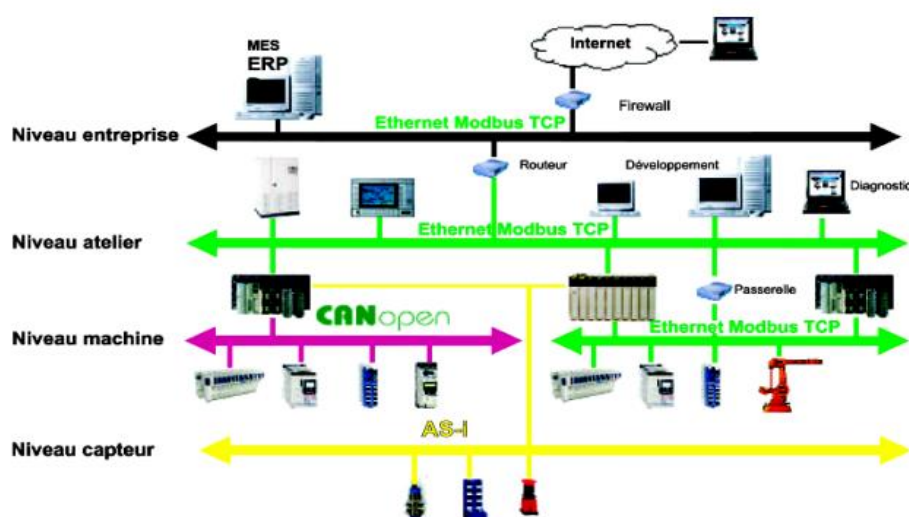 MES
ERP
Internet
Firewall
Niveau entreprise
Ethernet Modbus TCP
Routeur
Développement
Diagnostic
Niveau atelier
Ethernet Modbus TCP
Passerelle
CANopen
Niveau machine
Ethernet Modbus TCP
AS-i
Niveau capteur